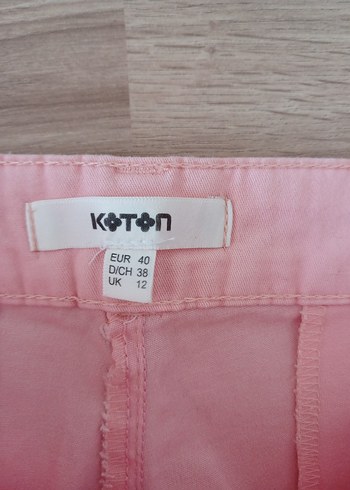 KOTON
EUR 40
D/CH 38
UK 12